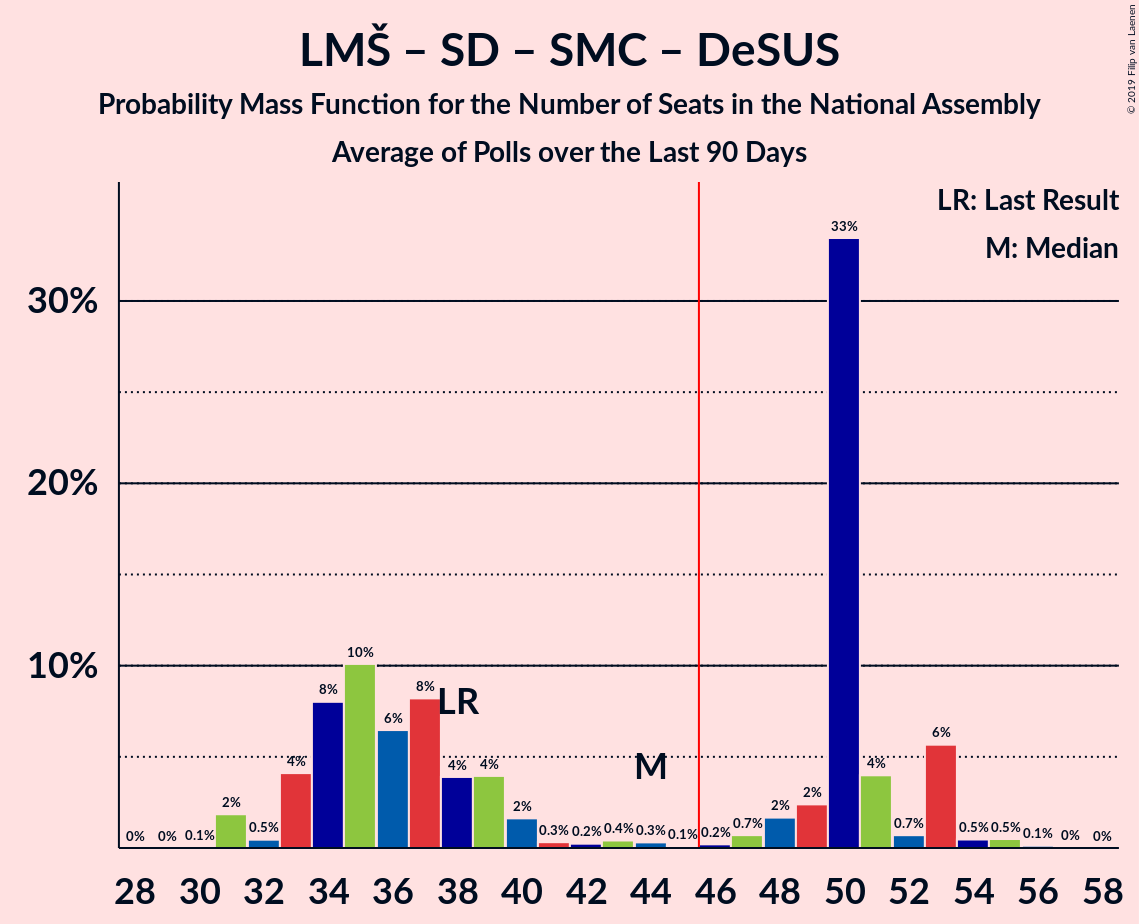 LMŠ – SD – SMC – DeSUS
Probability Mass Function for the Number of Seats in the National Assembly
Average of Polls over the Last 90 Days
© 2019 Filip van Laenen
LR: Last Result
M: Median
30%
20%
10%
0% 0% 0.1% 2% 0.5% 4% 8% 10% 6% 8% 4% 4% 2% 0.3% 0.2% 0.4% 0.3% 0.1% 0.2% 0.7% 2% 2% 33% 4% 0.7% 6% 0.5% 0.5% 0.1% 0% 0%
LR
M
28 30 32 34 36 38 40 42 44 46 48 50 52 54 56 58